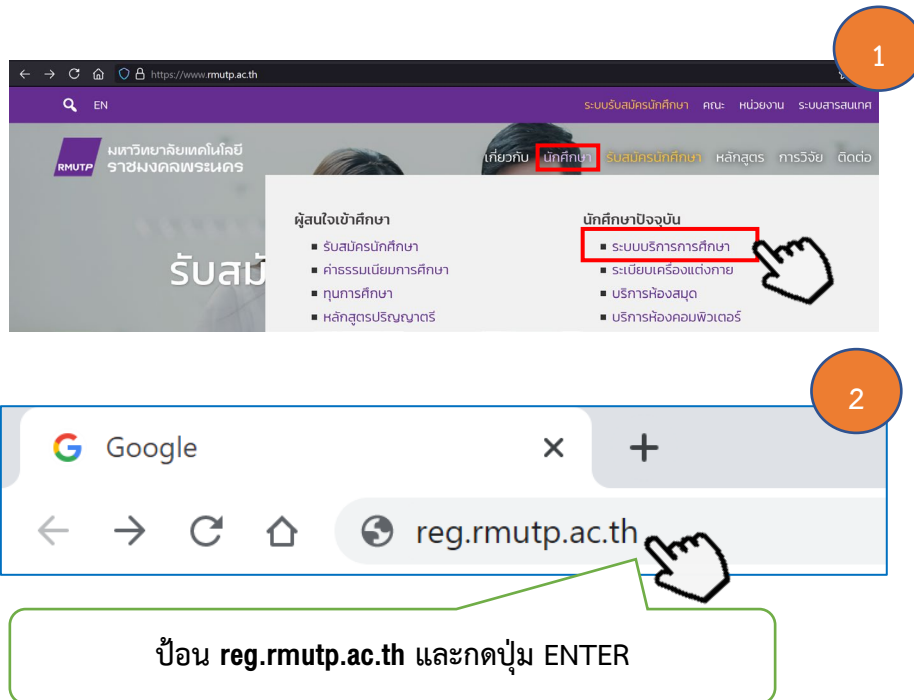 1
https://www.rmutp.ac.th
EN
ระบบรับสมัครนักศึกษา คณะ หน่วยงาน ระบบสารสนเทศ
RMUTP
มหาวิทยาลัยเทคโนโลยี
ราชมงคลพระนคร
เกี่ยวกับ นักศึกษา รับสมัครนักศึกษา หลักสูตร การวิจัย ติดต่อ
รับสมั
ผู้สนใจเข้าศึกษา
รับสมัครนักศึกษา
ค่าธรรมเนียมการศึกษา
ทุนการศึกษา
หลักสูตรปริญญาตรี
นักศึกษาปัจจุบัน
ระบบบริการการศึกษา
ระเบียบเครื่องแต่งกาย
บริการห้องสมุด
บริการห้องคอมพิวเตอร์
2
Google
reg.rmutp.ac.th
ป้อน reg.rmutp.ac.th และกดปุ่ม ENTER